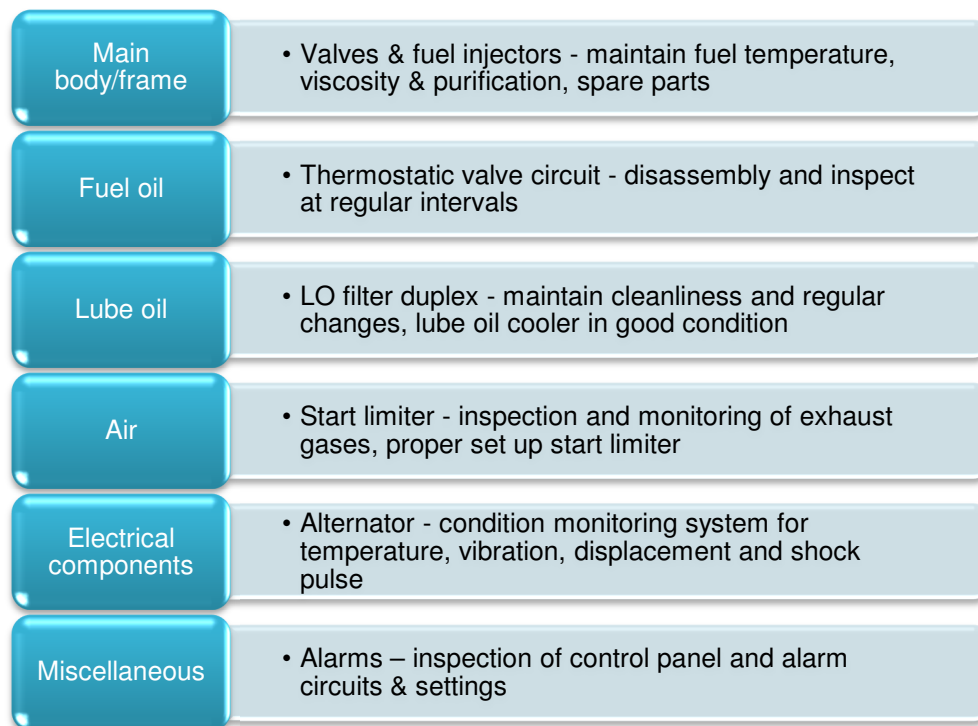 Main
body/frame
• Valves & fuel injectors - maintain fuel temperature,
viscosity & purification, spare parts
Fuel oil
• Thermostatic valve circuit - disassembly and inspect
at regular intervals
Lube oil
• LO filter duplex - maintain cleanliness and regular
changes, lube oil cooler in good condition
Air
• Start limiter - inspection and monitoring of exhaust
gases, proper set up start limiter
Electrical
components
• Alternator - condition monitoring system for
temperature, vibration, displacement and shock
pulse
Miscellaneous
• Alarms – inspection of control panel and alarm
circuits & settings